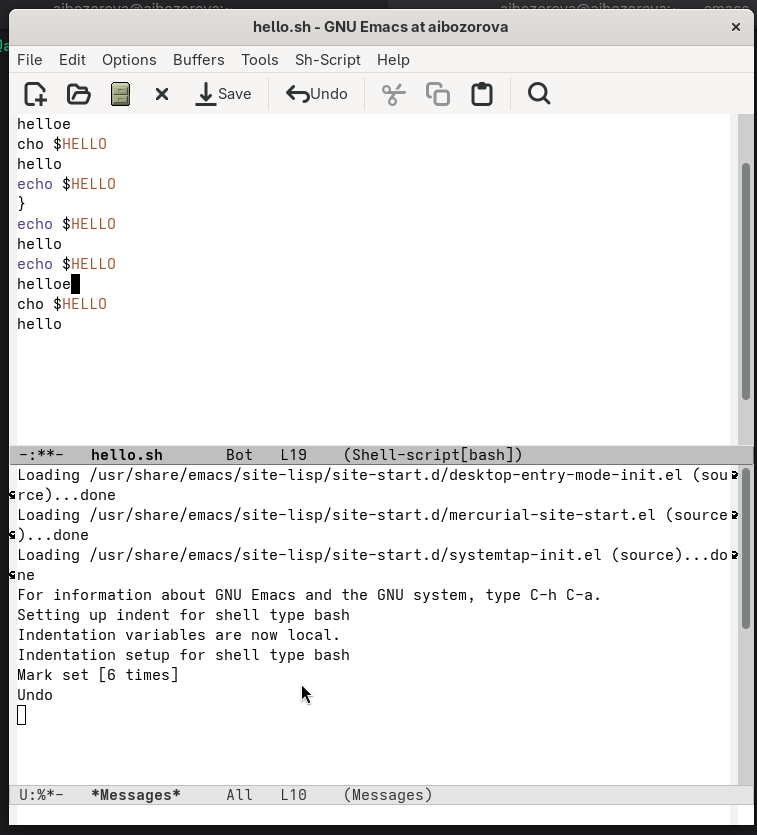 aibozorova@aibozorova:~ aibozorova@aibozorova:~ — emacs
hello.sh - GNU Emacs at aibozorova
File Edit Options Buffers Tools Sh-Script Help
Save Undo
helloe
cho $HELLO
hello
echo $HELLO
}
echo $HELLO
hello
echo $HELLO
helloe
cho $HELLO
hello
-:**- hello.sh Bot L19 (Shell-script[bash])
Loading /usr/share/emacs/site-lisp/site-start.d/desktop-entry-mode-init.el (sou
rce)...done
Loading /usr/share/emacs/site-lisp/site-start.d/mercurial-site-start.el (source
)...done
Loading /usr/share/emacs/site-lisp/site-start.d/systemtap-init.el (source)...do
ne
For information about GNU Emacs and the GNU system, type C-h C-a.
Setting up indent for shell type bash
Indentation variables are now local.
Indentation setup for shell type bash
Mark set [6 times]
Undo
U:%*- *Messages* All L10 (Messages)